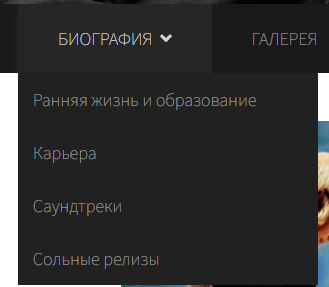 БИОГРАФИЯ ГАЛЕРЕЯ
Ранняя жизнь и образование
Карьера
Саундтреки
Сольные релизы